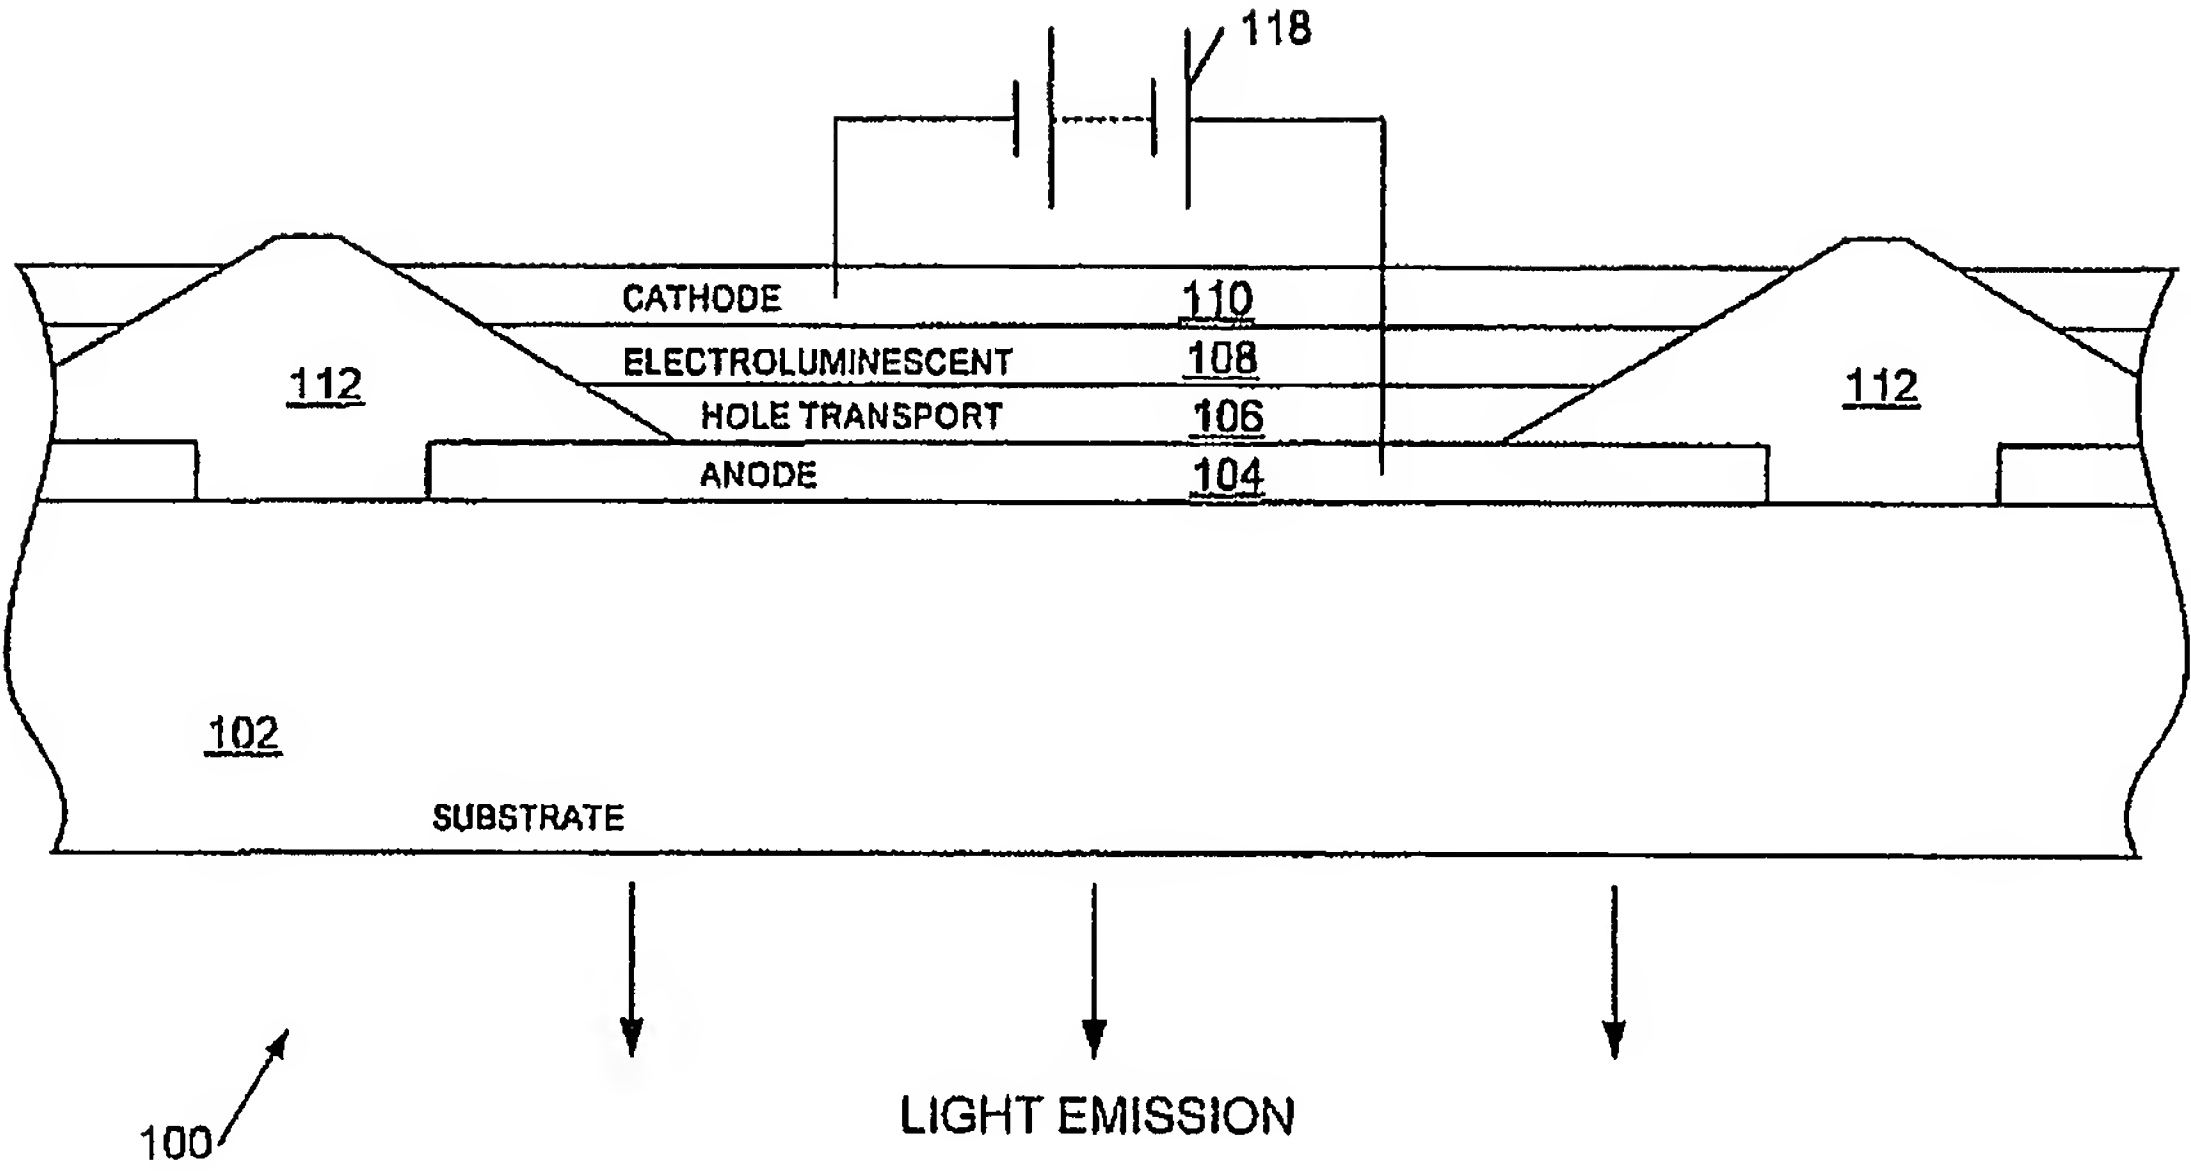 118
CATHODE 110
ELECTROLUMINESCENT 108
112
112
HOLE TRANSPORT 106
ANODE 104
102
SUBSTRATE
LIGHT EMISSION
100